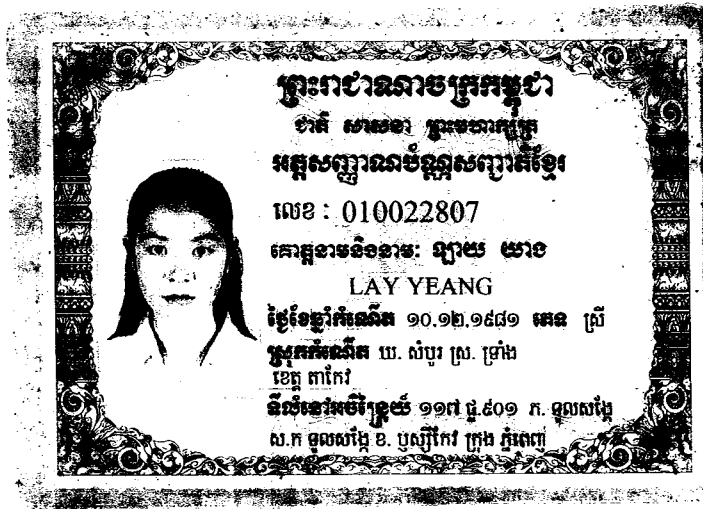 ព្រះរាជាណាចក្រកម្ពុជា
ជាតិ សាសនា ព្រះមហាក្សត្រ
អត្តសញ្ញាណប័ណ្ណសញ្ជាតិខ្មែរ
លេខ : 010022807
គោត្តនាមនិងនាម: ឡាយ យាង
LAY YEANG
ថ្ងៃខែឆ្នាំកំណើត ១០.១២.១៩៨១ ភេទ ស្រី
ស្រុកកំណើត ឃ. សំបូរ ស្រ. ទ្រាំង
ខេត្ត តាកែវ
ទីលំនៅអចិន្ត្រៃយ៍ ១១៧ ផ្ល.៩០១ ភ. ទួលសង្កែ
ស.ក ទួលសង្កែ ខ. ឫស្សីកែវ ក្រុង ភ្នំពេញ